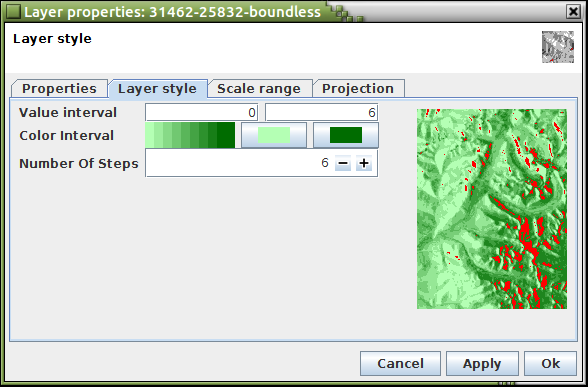 Layer properties: 31462-25832-boundless
Layer style
Properties Layer style Scale range Projection
Value interval 0 6
Color Interval
Number Of Steps 6
Cancel Apply Ok